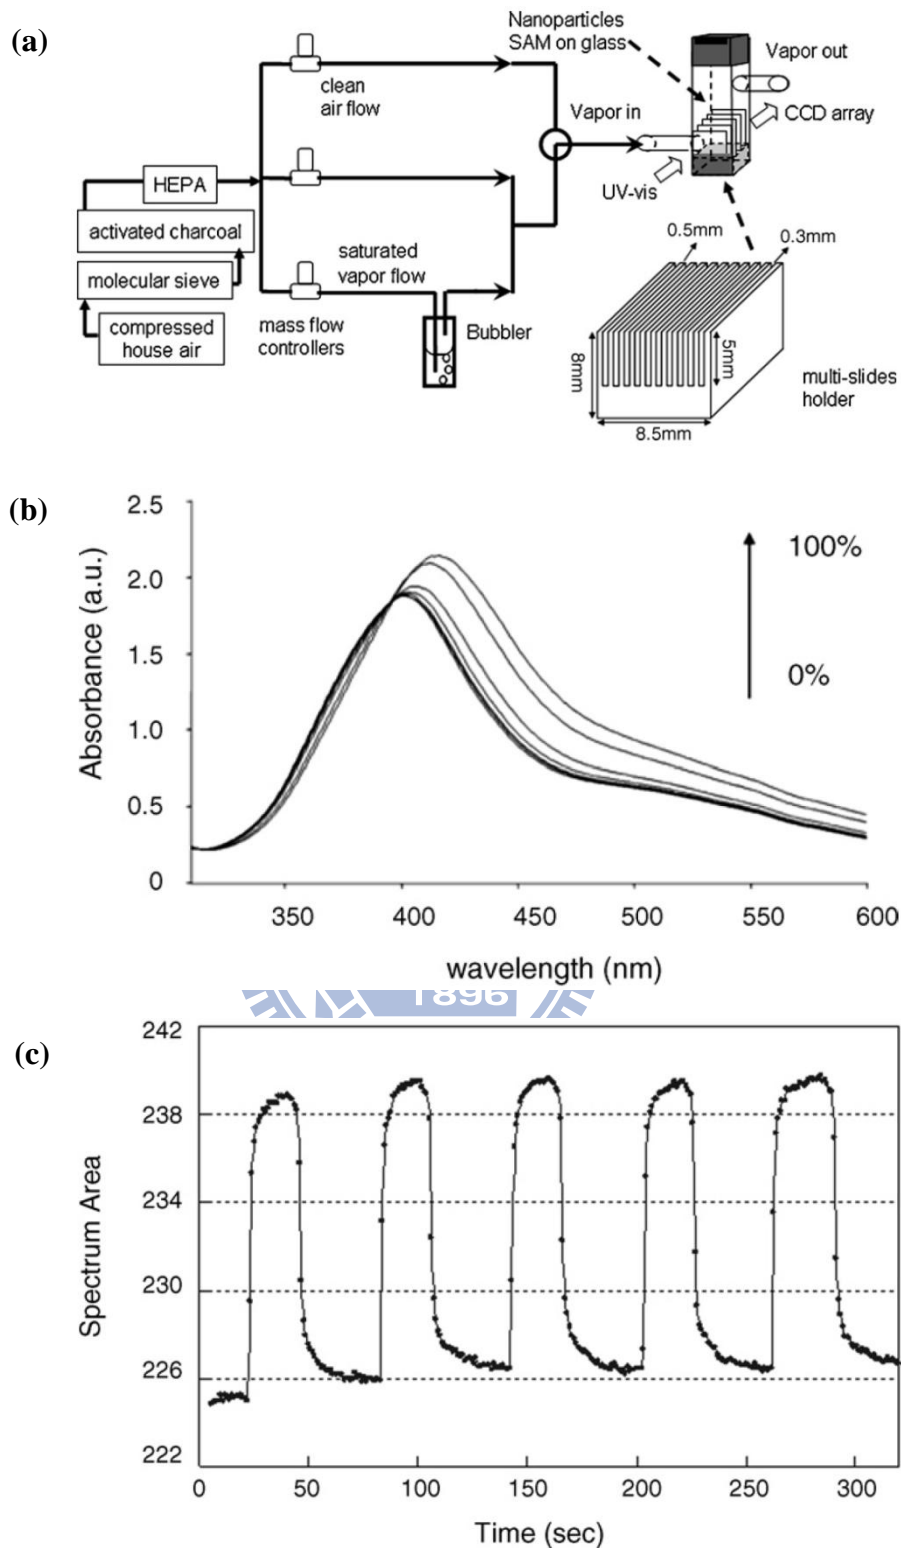 (a)
Nanoparticles
SAM on glass
Vapor out
clean
air flow
Vapor in
CCD array
HEPA
UV-vis
activated charcoal
saturated
vapor flow
0.5mm
0.3mm
molecular sieve
compressed
house air
mass flow
controllers
Bubbler
8mm
5mm
multi-slides
holder
8.5mm
(b)
2.5
2.0
1.5
1.0
0.5
0
Absorbance (a.u.)
100%
0%
350
400
450
500
550
600
wavelength (nm)
1896
(c)
242
238
234
230
226
222
Spectrum Area
0
50
100
150
200
250
300
Time (sec)